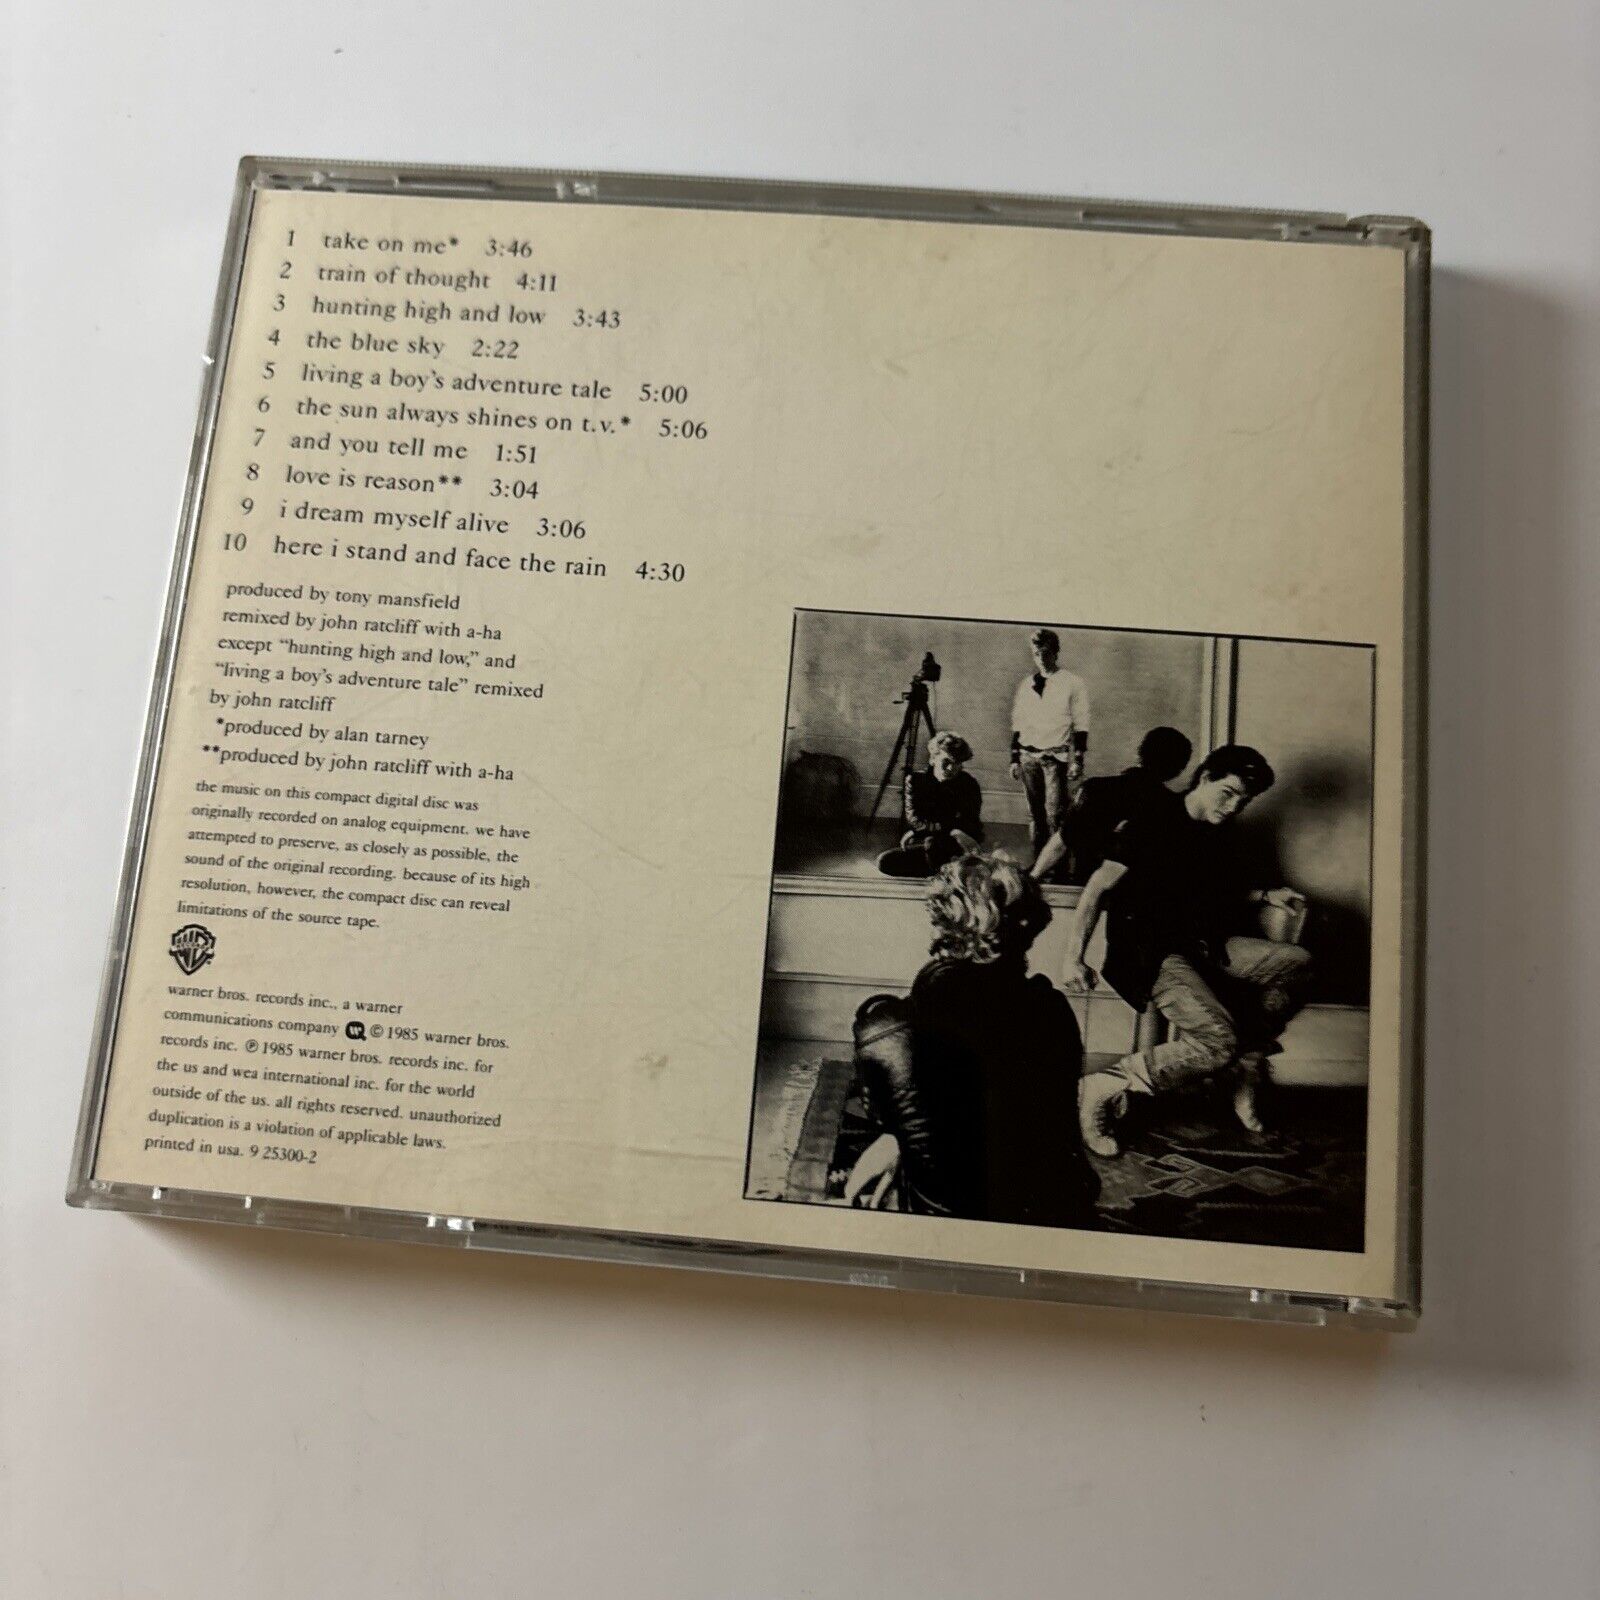 1 take on me* 3:46
2 train of thought 4:11
3 hunting high and low 3:43
4 the blue sky 2:22
5 living a boy's adventure tale 5:00
6 the sun always shines on t.v.* 5:06
7 and you tell me 1:51
8 love is reason** 3:04
9 i dream myself alive 3:06
10 here i stand and face the rain 4:30
produced by tony mansfield
remixed by john ratcliff with a-ha
except "hunting high and low," and
"living a boy's adventure tale" remixed
by john ratcliff
*produced by alan tarney
**produced by john ratcliff with a-ha
the music on this compact digital disc was
originally recorded on analog equipment. we have
attempted to preserve, as closely as possible, the
sound of the original recording. because of its high
resolution, however, the compact disc can reveal
limitations of the source tape.
warner bros. records inc., a warner
communications company © 1985 warner bros.
records inc. ℗ 1985 warner bros. records inc. for
the us and wea international inc. for the world
outside of the us. all rights reserved. unauthorized
duplication is a violation of applicable laws.
printed in usa. 9 25300-2